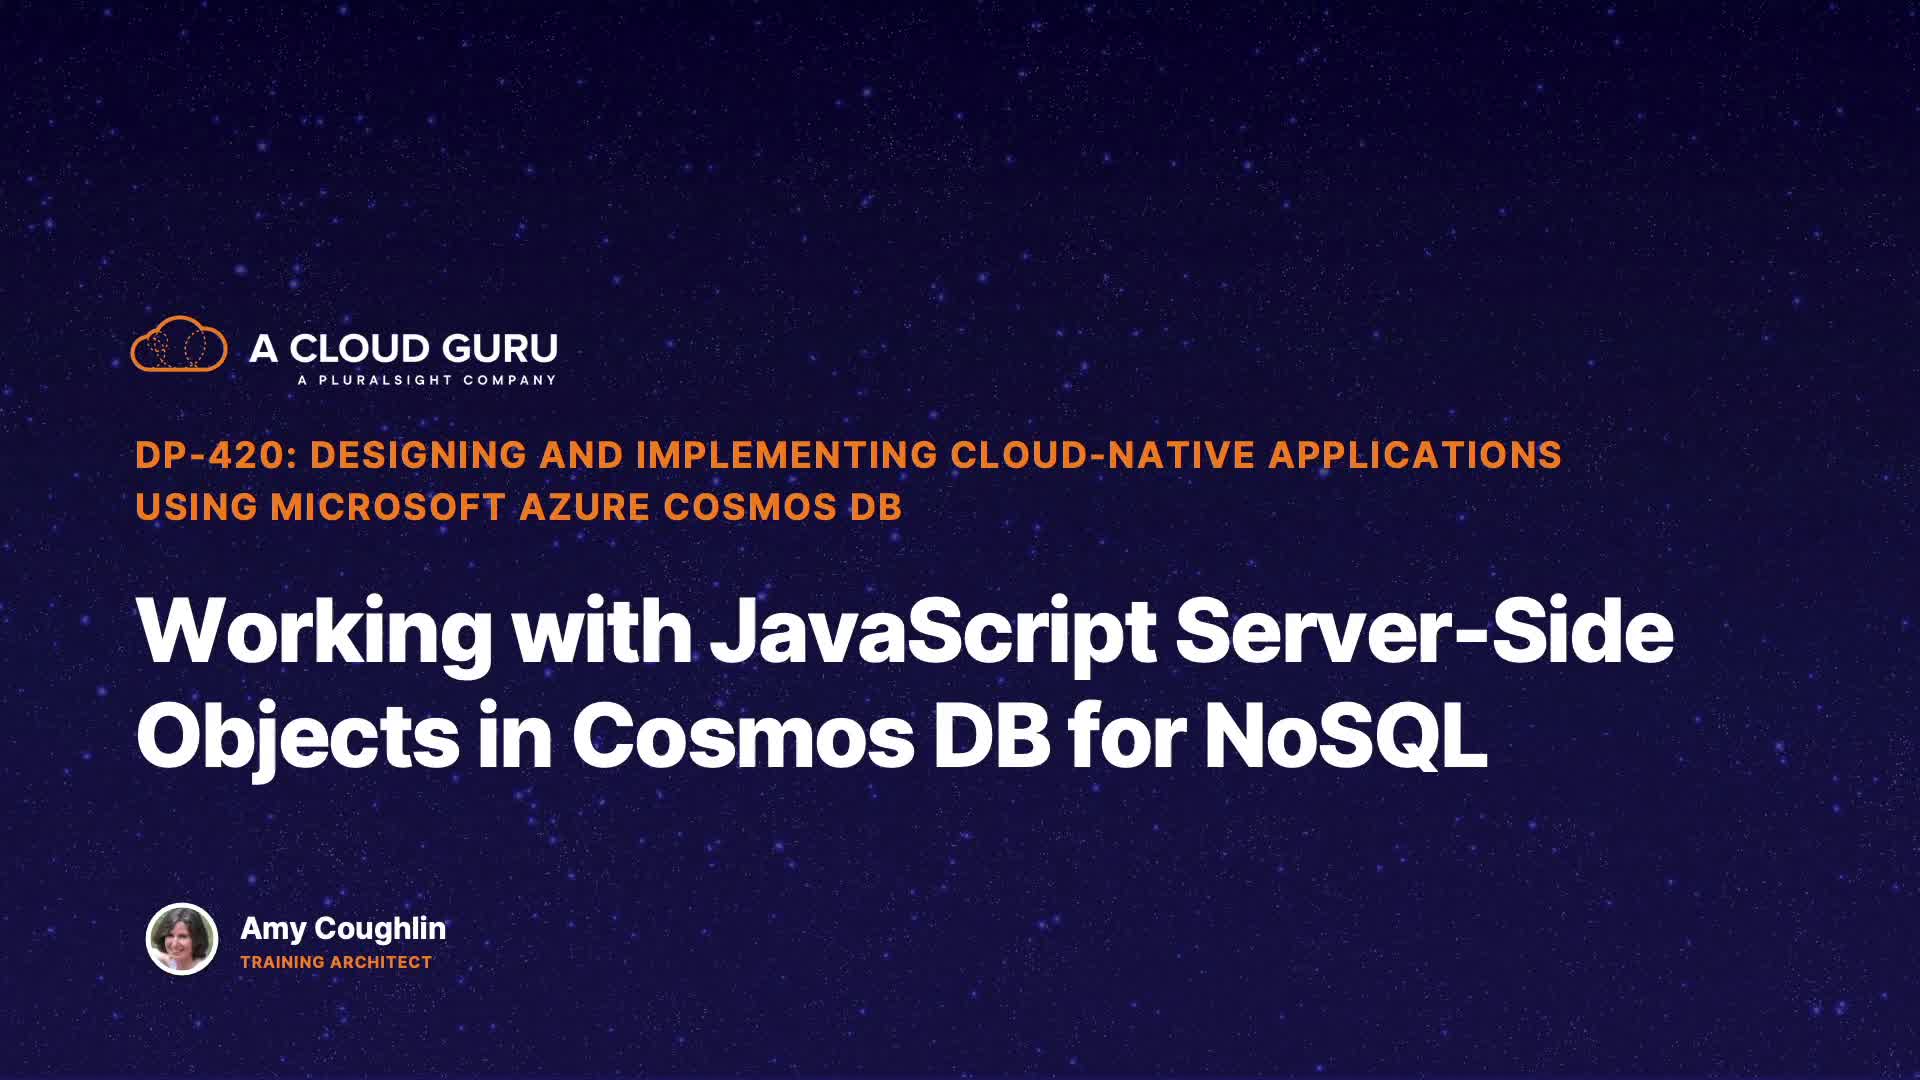 A CLOUD GURU
A PLURALSIGHT COMPANY
DP-420: DESIGNING AND IMPLEMENTING CLOUD-NATIVE APPLICATIONS
USING MICROSOFT AZURE COSMOS DB
Working with JavaScript Server-Side
Objects in Cosmos DB for NoSQL
Amy Coughlin
TRAINING ARCHITECT